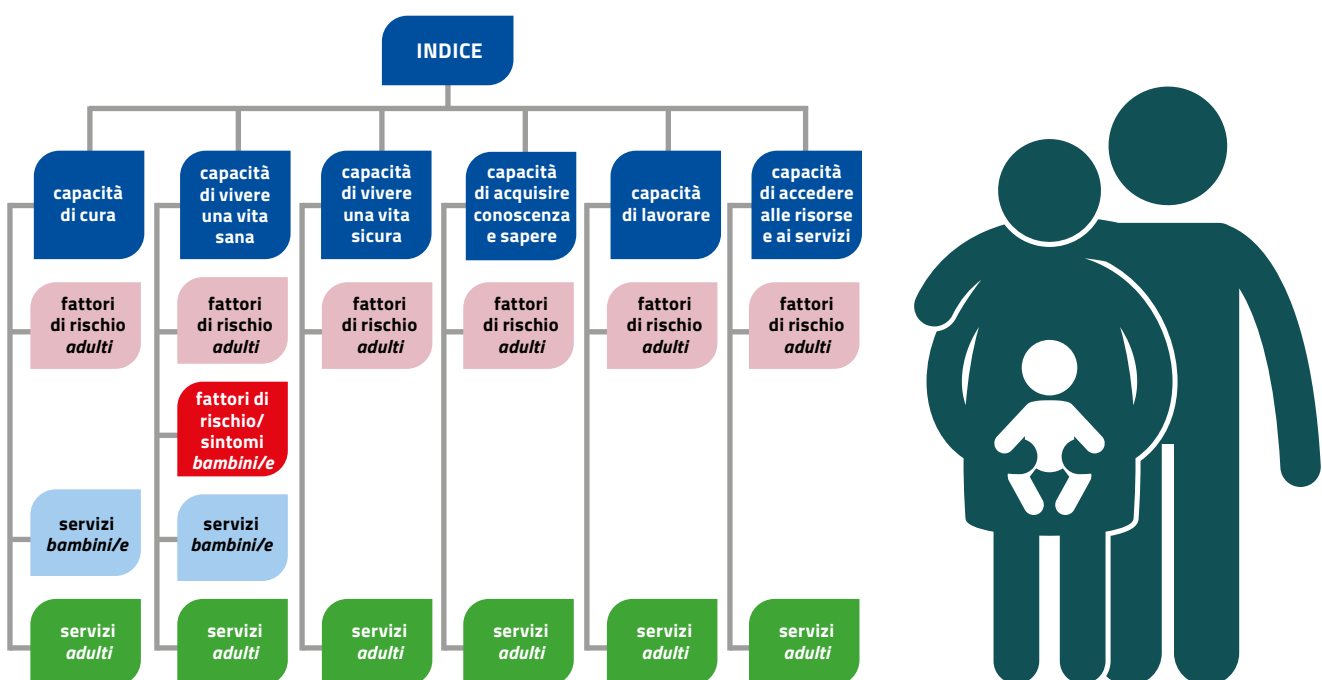 INDICE
capacità
di cura
capacità
di vivere
una vita
sana
capacità
di vivere
una vita
sicura
capacità
di acquisire
conoscenza
e sapere
capacità
di lavorare
capacità
di accedere
alle risorse
e ai servizi
fattori
di rischio
adulti
fattori
di rischio
adulti
fattori
di rischio
adulti
fattori
di rischio
adulti
fattori
di rischio
adulti
fattori
di rischio
adulti
fattori di
rischio/
sintomi
bambini/e
servizi
bambini/e
servizi
bambini/e
servizi
adulti
servizi
adulti
servizi
adulti
servizi
adulti
servizi
adulti
servizi
adulti